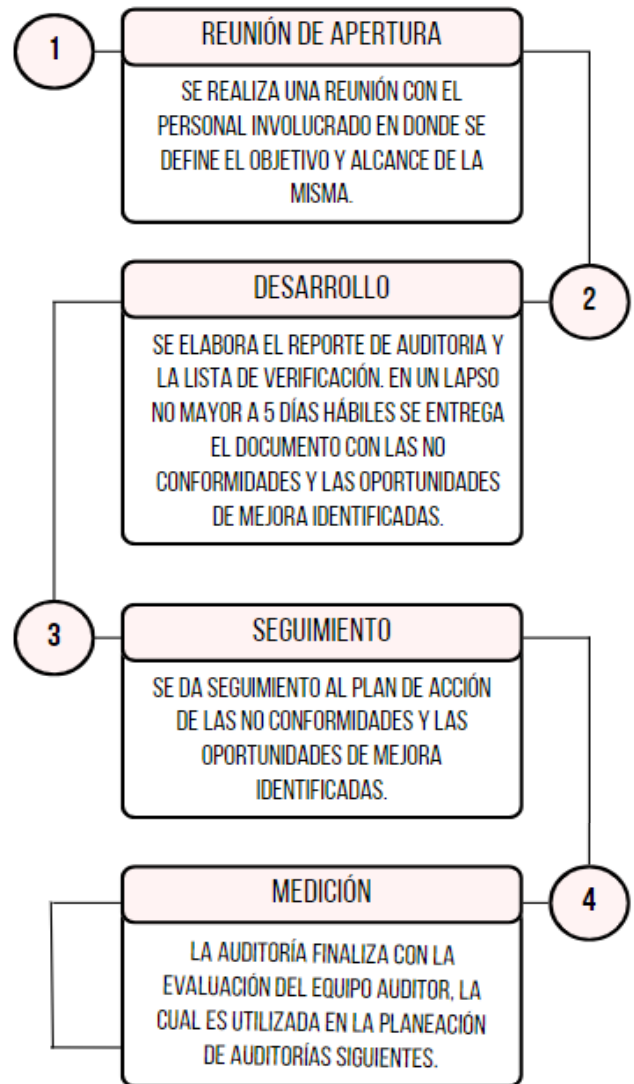 1
REUNIÓN DE APERTURA
SE REALIZA UNA REUNIÓN CON EL
PERSONAL INVOLUCRADO EN DONDE SE
DEFINE EL OBJETIVO Y ALCANCE DE LA
MISMA.
2
DESARROLLO
SE ELABORA EL REPORTE DE AUDITORIA Y
LA LISTA DE VERIFICACIÓN. EN UN LAPSO
NO MAYOR A 5 DÍAS HÁBILES SE ENTREGA
EL DOCUMENTO CON LAS NO
CONFORMIDADES Y LAS OPORTUNIDADES
DE MEJORA IDENTIFICADAS.
3
SEGUIMIENTO
SE DA SEGUIMIENTO AL PLAN DE ACCIÓN
DE LAS NO CONFORMIDADES Y LAS
OPORTUNIDADES DE MEJORA
IDENTIFICADAS.
4
MEDICIÓN
LA AUDITORÍA FINALIZA CON LA
EVALUACIÓN DEL EQUIPO AUDITOR, LA
CUAL ES UTILIZADA EN LA PLANEACIÓN
DE AUDITORÍAS SIGUIENTES.